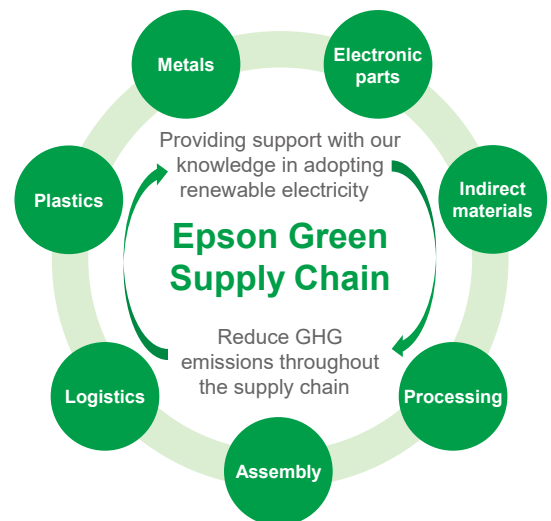 Metals
Electronic
parts
Providing support with our
knowledge in adopting
renewable electricity
Plastics
Indirect
materials
Epson Green
Supply Chain
Reduce GHG
emissions throughout
the supply chain
Logistics
Processing
Assembly